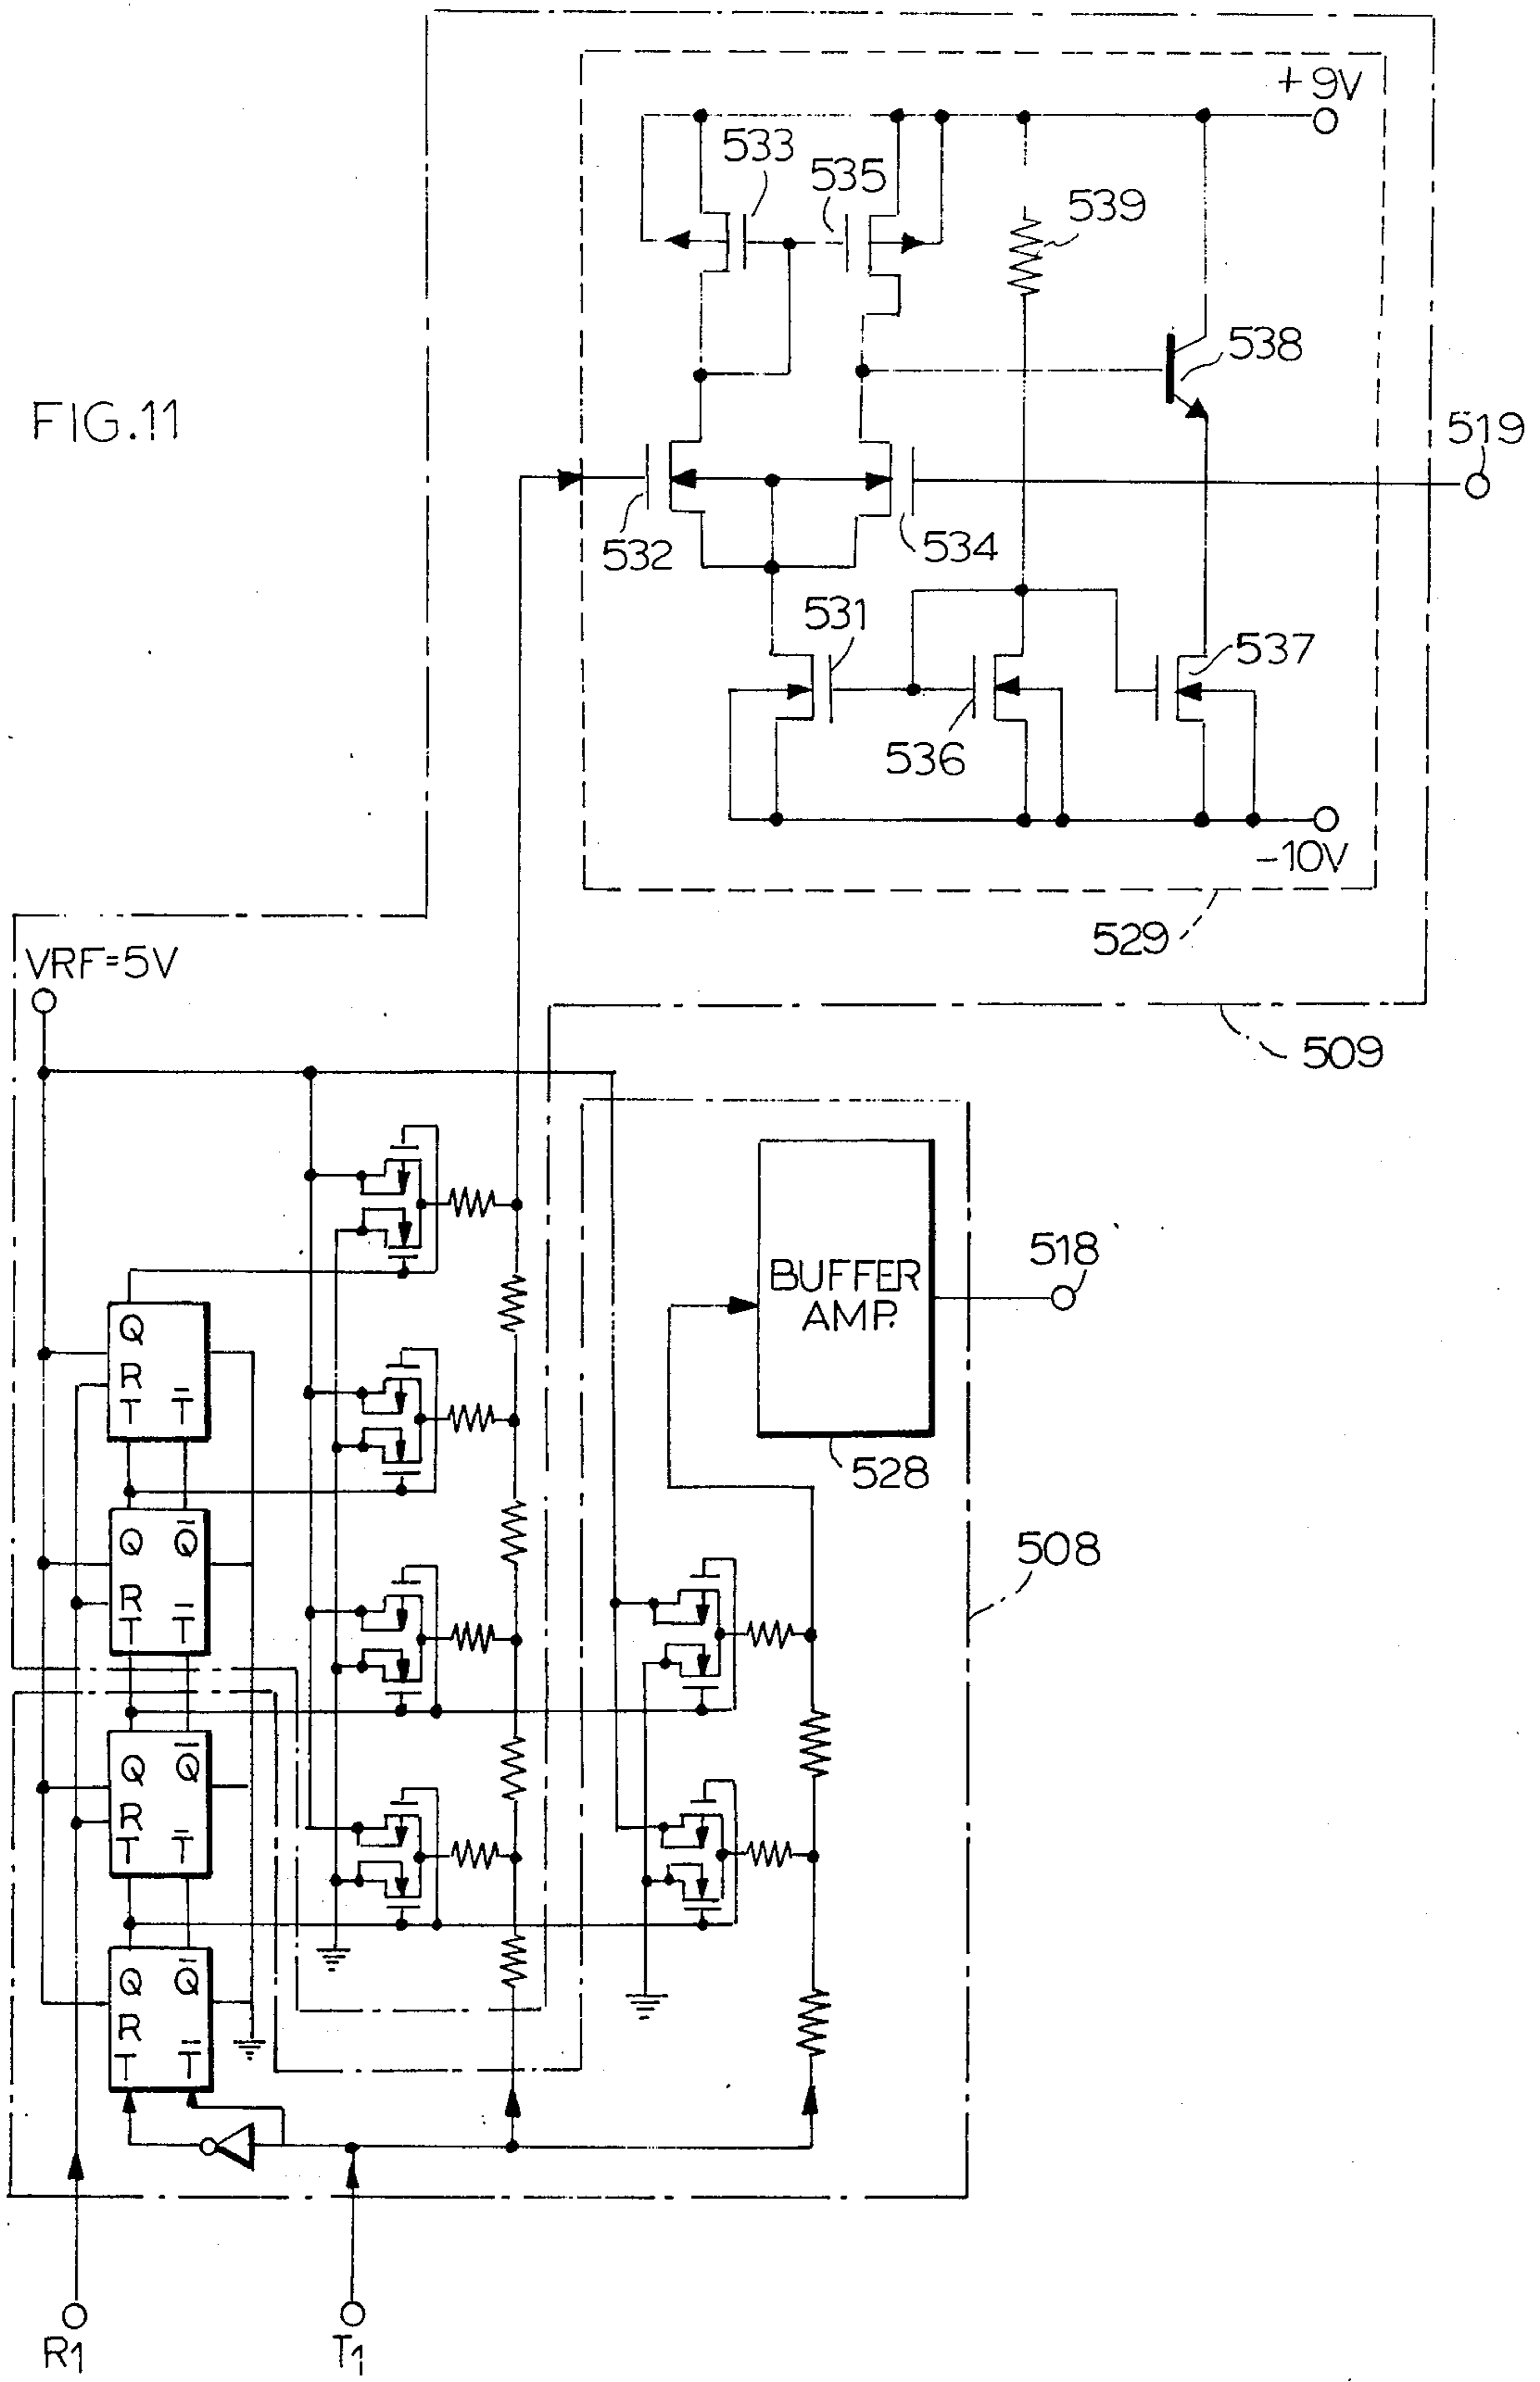 +9V
533
535
539
538
FIG.11
519
532
534
531
537
536
-10V
529
VRF=5V
509
518
BUFFER
AMP.
Q
R
T T̅
528
508
Q Q̅
R
T T̅
Q Q̅
R
T T̅
Q Q̅
R
T T̅
R1
T1